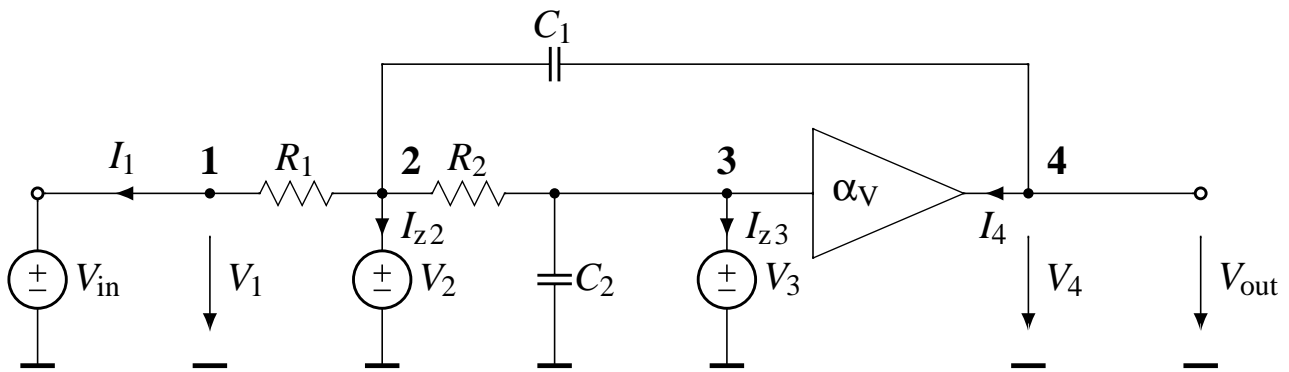 C1
I1 1 R1 2 R2 3 αV 4
Iz2 Iz3 I4
± Vin V1 ± V2 C2 ± V3 V4 Vout